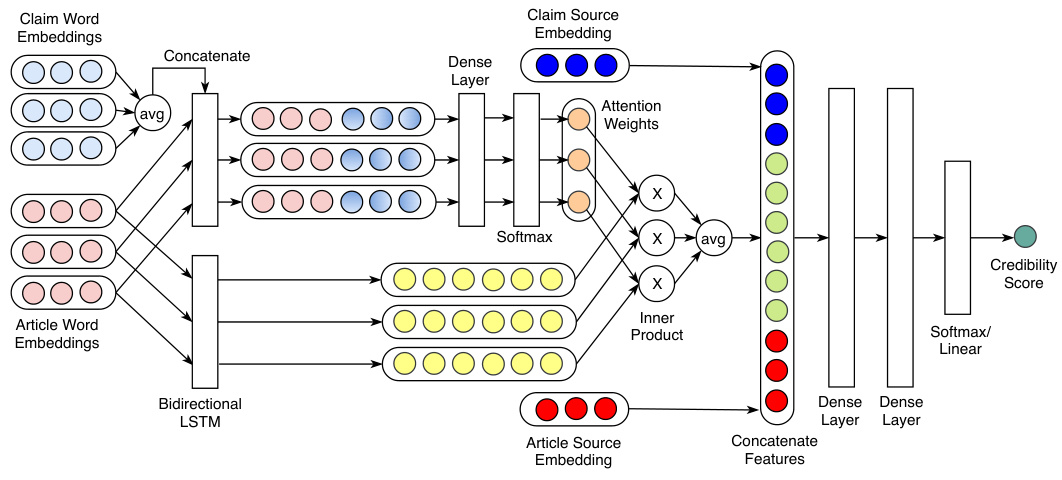 Claim Word
Embeddings
avg
Concatenate
Dense
Layer
Claim Source
Embedding
Attention
Weights
Softmax
Article Word
Embeddings
Bidirectional
LSTM
X
X
X
Inner
Product
avg
Article Source
Embedding
Concatenate
Features
Dense
Layer
Dense
Layer
Softmax/
Linear
Credibility
Score